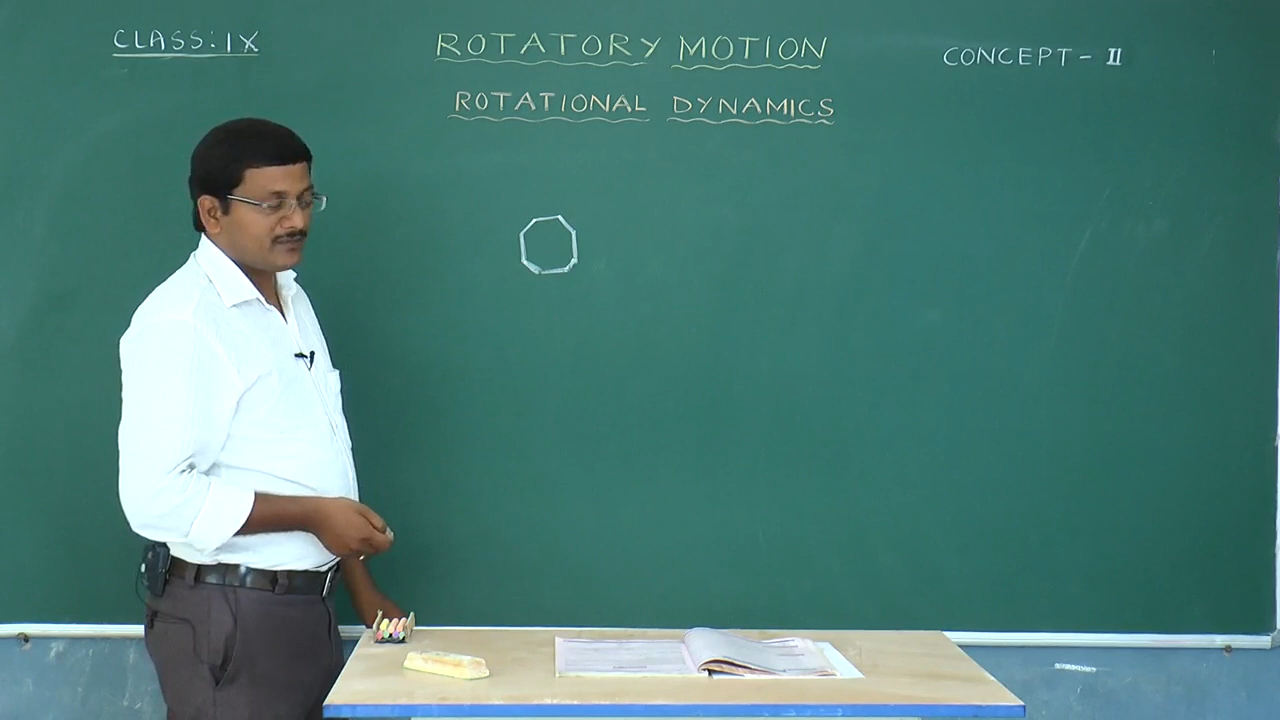 CLASS: IX
ROTATORY MOTION
CONCEPT - II
ROTATIONAL DYNAMICS